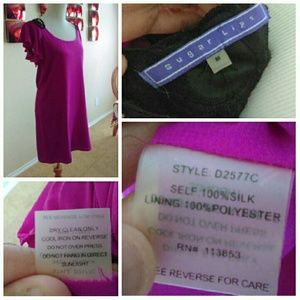 Sugar Lips
M
STYLE: D2577C
SELF 100%SILK
LINING:100%POLYESTER
RN# 113853
SEE REVERSE FOR CARE
DRY CLEAN ONLY
COOL IRON ON REVERSE
DO NOT OVER PRESS
DO NOT HANG IN DIRECT
SUNLIGHT